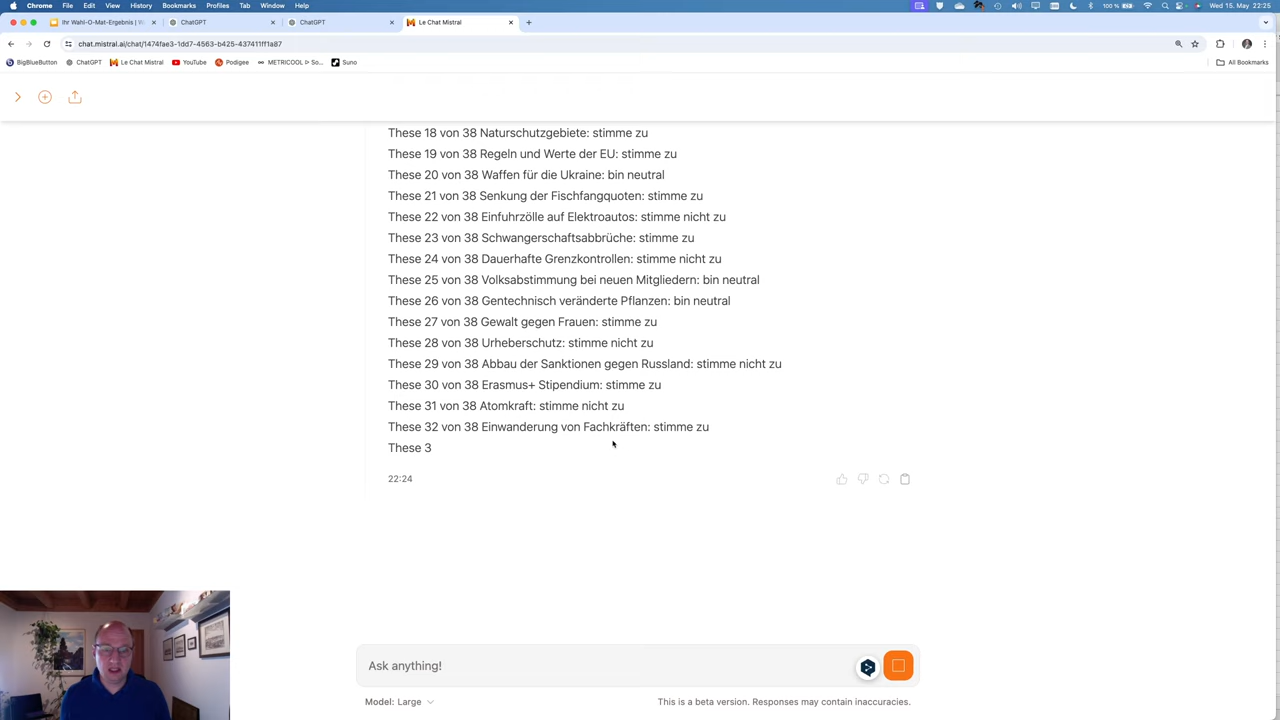 Chrome File Edit View History Bookmarks Profiles Tab Window Help 100 % Wed 15. May 22:25
Ihr Wahl-O-Mat-Ergebnis | W ChatGPT ChatGPT Le Chat Mistral
chat.mistral.ai/chat/1474fae3-1dd7-4563-b425-437411ff1a87
BigBlueButton ChatGPT Le Chat Mistral YouTube Podigee METRICOOL ᐅ So... Suno All Bookmarks
These 18 von 38 Naturschutzgebiete: stimme zu
These 19 von 38 Regeln und Werte der EU: stimme zu
These 20 von 38 Waffen für die Ukraine: bin neutral
These 21 von 38 Senkung der Fischfangquoten: stimme zu
These 22 von 38 Einfuhrzölle auf Elektroautos: stimme nicht zu
These 23 von 38 Schwangerschaftsabbrüche: stimme zu
These 24 von 38 Dauerhafte Grenzkontrollen: stimme nicht zu
These 25 von 38 Volksabstimmung bei neuen Mitgliedern: bin neutral
These 26 von 38 Gentechnisch veränderte Pflanzen: bin neutral
These 27 von 38 Gewalt gegen Frauen: stimme zu
These 28 von 38 Urheberschutz: stimme nicht zu
These 29 von 38 Abbau der Sanktionen gegen Russland: stimme nicht zu
These 30 von 38 Erasmus+ Stipendium: stimme zu
These 31 von 38 Atomkraft: stimme nicht zu
These 32 von 38 Einwanderung von Fachkräften: stimme zu
These 3
22:24
Ask anything!
Model: Large This is a beta version. Responses may contain inaccuracies.